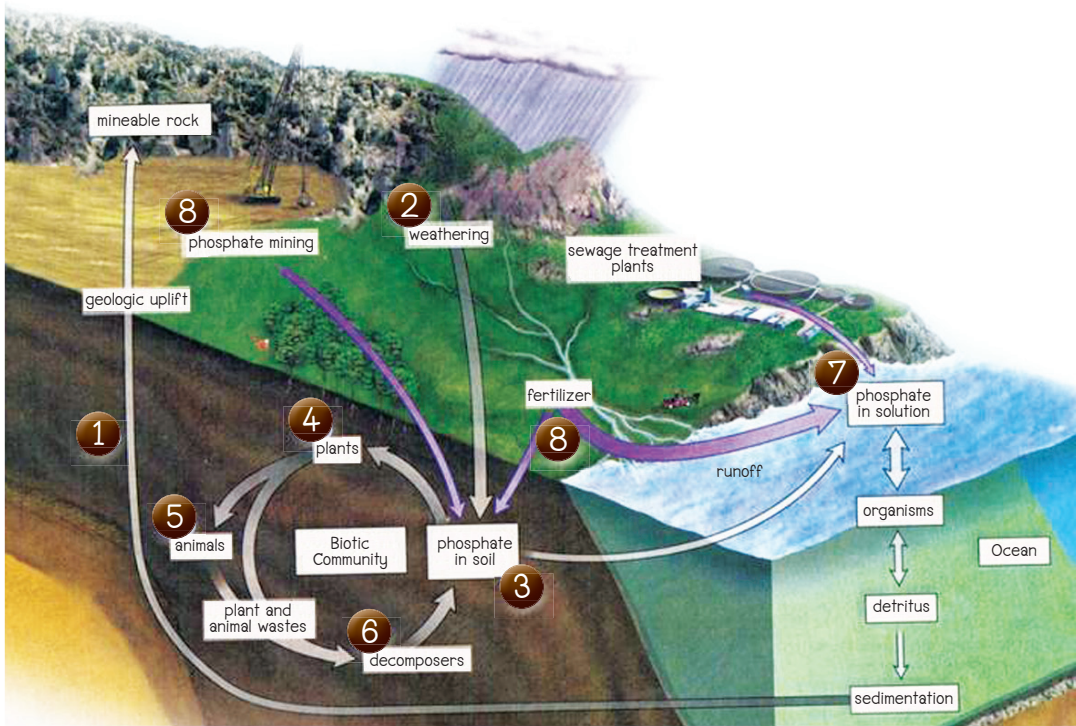 mineable rock
8
phosphate mining
2
weathering
sewage treatment
plants
geologic uplift
7
phosphate
in solution
fertilizer
8
1
4
plants
runoff
5
animals
Biotic
Community
phosphate
in soil
3
organisms
Ocean
plant and
animal wastes
6
decomposers
detritus
sedimentation